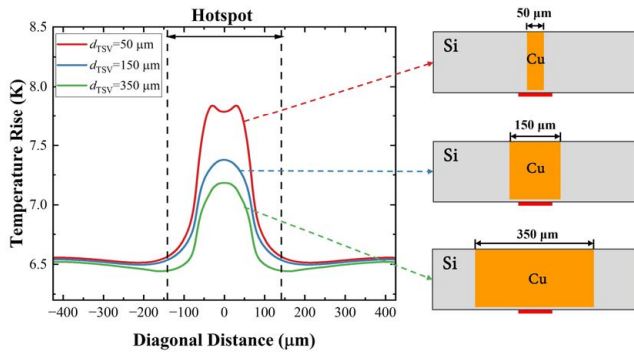 Hotspot
8.5
8.0
7.5
7.0
6.5
Temperature Rise (K)
d_TSV=50 μm
d_TSV=150 μm
d_TSV=350 μm
-400 -300 -200 -100 0 100 200 300 400
Diagonal Distance (μm)
50 μm
Si
Cu
150 μm
Si
Cu
350 μm
Si
Cu